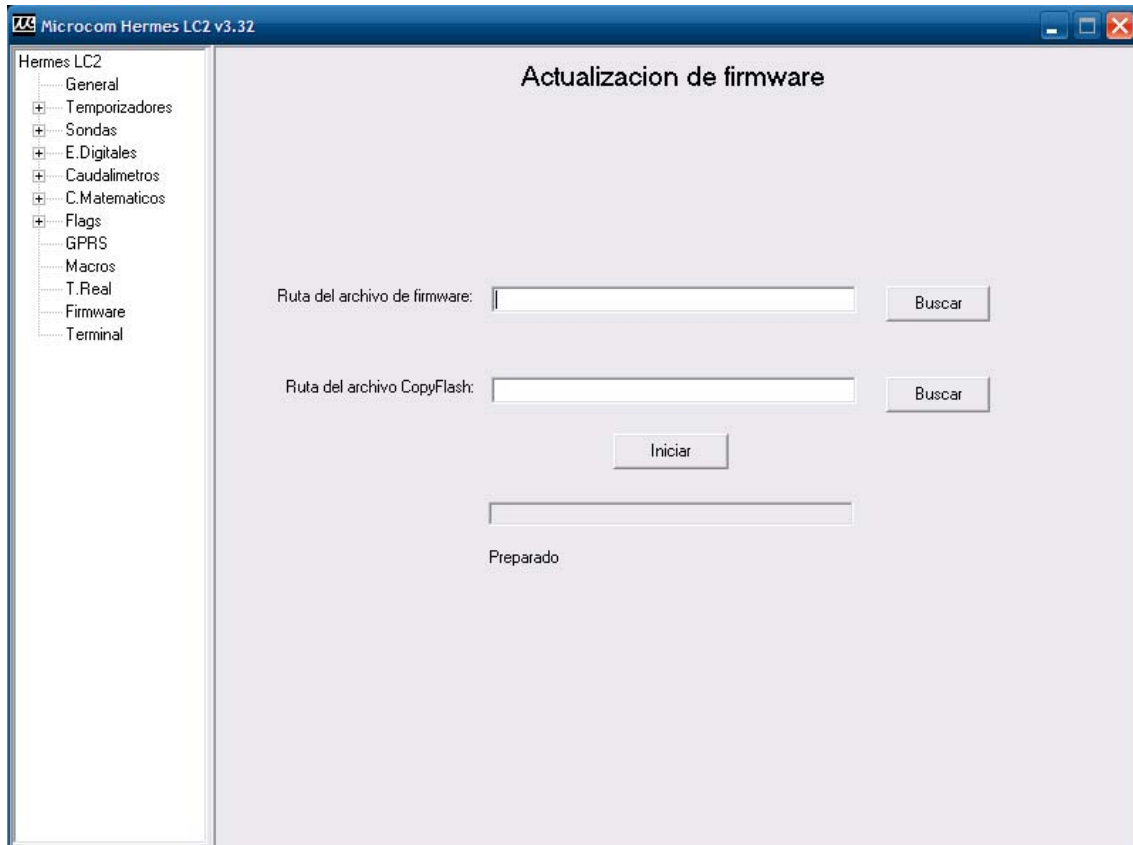 Microcom Hermes LC2 v3.32
Hermes LC2
General
Temporizadores
Sondas
E.Digitales
Caudalimetros
C.Matematicos
Flags
GPRS
Macros
T.Real
Firmware
Terminal
Actualizacion de firmware
Ruta del archivo de firmware:
Buscar
Ruta del archivo CopyFlash:
Buscar
Iniciar
Preparado